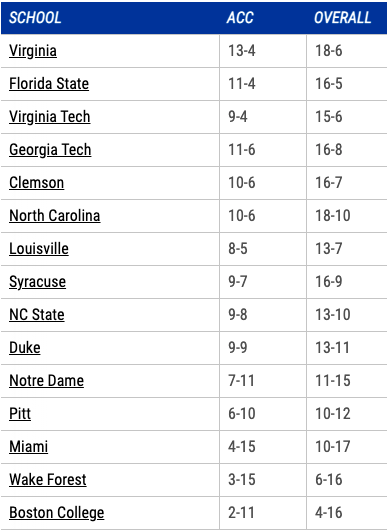 SCHOOL ACC OVERALL
Virginia 13-4 18-6
Florida State 11-4 16-5
Virginia Tech 9-4 15-6
Georgia Tech 11-6 16-8
Clemson 10-6 16-7
North Carolina 10-6 18-10
Louisville 8-5 13-7
Syracuse 9-7 16-9
NC State 9-8 13-10
Duke 9-9 13-11
Notre Dame 7-11 11-15
Pitt 6-10 10-12
Miami 4-15 10-17
Wake Forest 3-15 6-16
Boston College 2-11 4-16